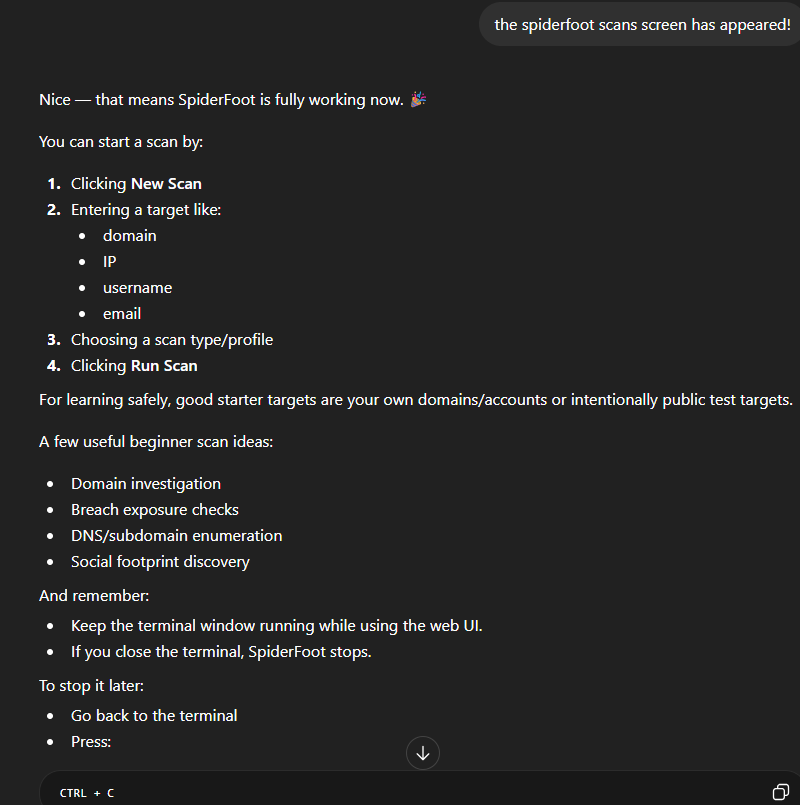 the spiderfoot scans screen has appeared!
Nice — that means SpiderFoot is fully working now. 🎉
You can start a scan by:
1. Clicking New Scan
2. Entering a target like:
• domain
• IP
• username
• email
3. Choosing a scan type/profile
4. Clicking Run Scan
For learning safely, good starter targets are your own domains/accounts or intentionally public test targets.
A few useful beginner scan ideas:
• Domain investigation
• Breach exposure checks
• DNS/subdomain enumeration
• Social footprint discovery
And remember:
• Keep the terminal window running while using the web UI.
• If you close the terminal, SpiderFoot stops.
To stop it later:
• Go back to the terminal
• Press:
CTRL + C